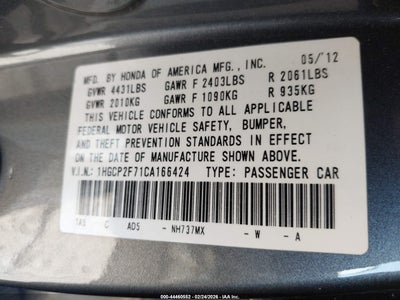 MFD. BY HONDA OF AMERICA MFG., INC. 05/12
GVWR 4431LBS GAWR F 2403LBS R 2061LBS
GVWR 2010KG GAWR F 1090KG R 935KG
THIS VEHICLE CONFORMS TO ALL APPLICABLE
FEDERAL MOTOR VEHICLE SAFETY, BUMPER,
AND THEFT PREVENTION STANDARDS IN EFFECT
ON THE DATE OF MANUFACTURE SHOWN ABOVE.
V.I.N.: 1HGCP2F71CA166424 TYPE: PASSENGER CAR
C AD5 - NH737MX - W - A
000-44460552 - 02/24/2026 - IAA Inc.